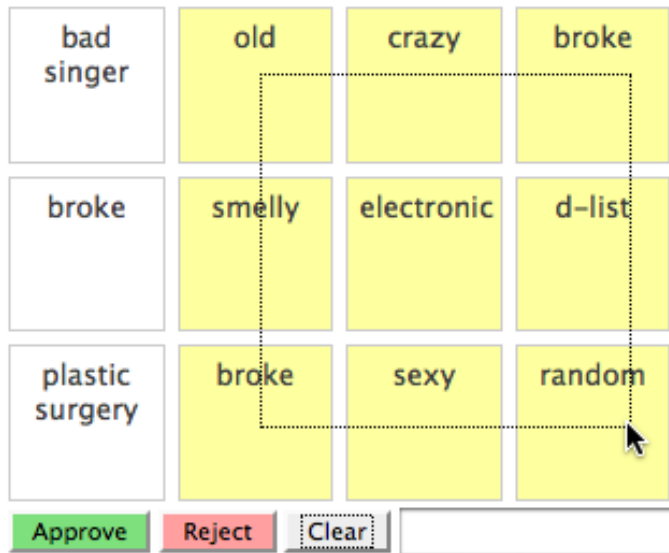 bad old crazy broke
singer
broke smelly electronic d-list
plastic broke sexy random
surgery
Approve Reject Clear